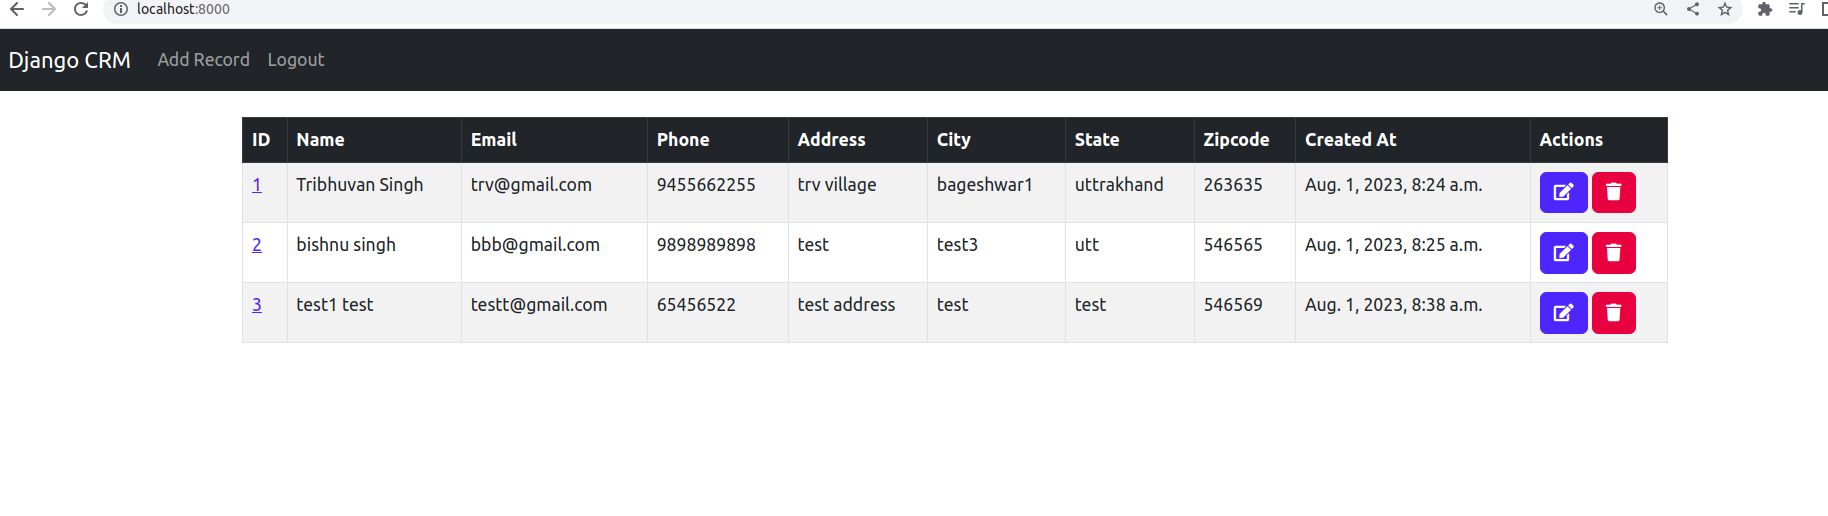 localhost:8000
Django CRM Add Record Logout
ID Name Email Phone Address City State Zipcode Created At Actions
1 Tribhuvan Singh trv@gmail.com 9455662255 trv village bageshwar1 uttrakhand 263635 Aug. 1, 2023, 8:24 a.m.
2 bishnu singh bbb@gmail.com 9898989898 test test3 utt 546565 Aug. 1, 2023, 8:25 a.m.
3 test1 test testt@gmail.com 65456522 test address test test 546569 Aug. 1, 2023, 8:38 a.m.